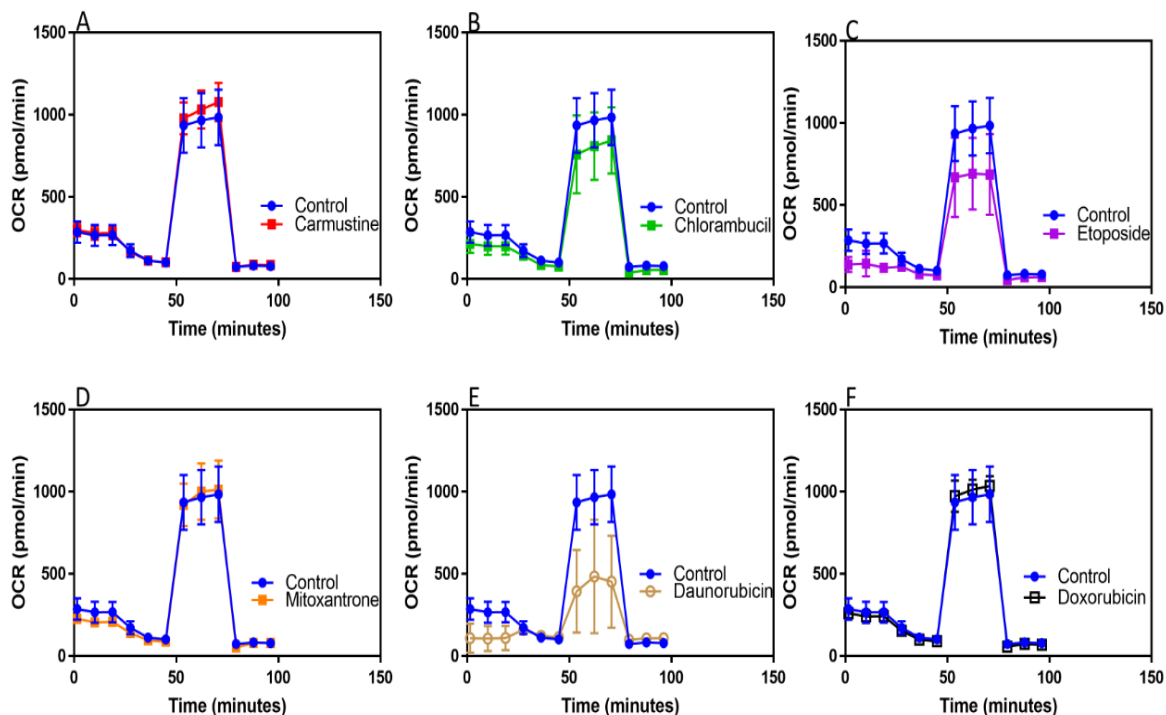 A
OCR (pmol/min)
1500
1000
500
0
Control
Carmustine
0 50 100 150
Time (minutes)
B
OCR (pmol/min)
1500
1000
500
0
Control
Chlorambucil
0 50 100 150
Time (minutes)
C
OCR (pmol/min)
1500
1000
500
0
Control
Etoposide
0 50 100 150
Time (minutes)
D
OCR (pmol/min)
1500
1000
500
0
Control
Mitoxantrone
0 50 100 150
Time (minutes)
E
OCR (pmol/min)
1500
1000
500
0
Control
Daunorubicin
0 50 100 150
Time (minutes)
F
OCR (pmol/min)
1500
1000
500
0
Control
Doxorubicin
0 50 100 150
Time (minutes)